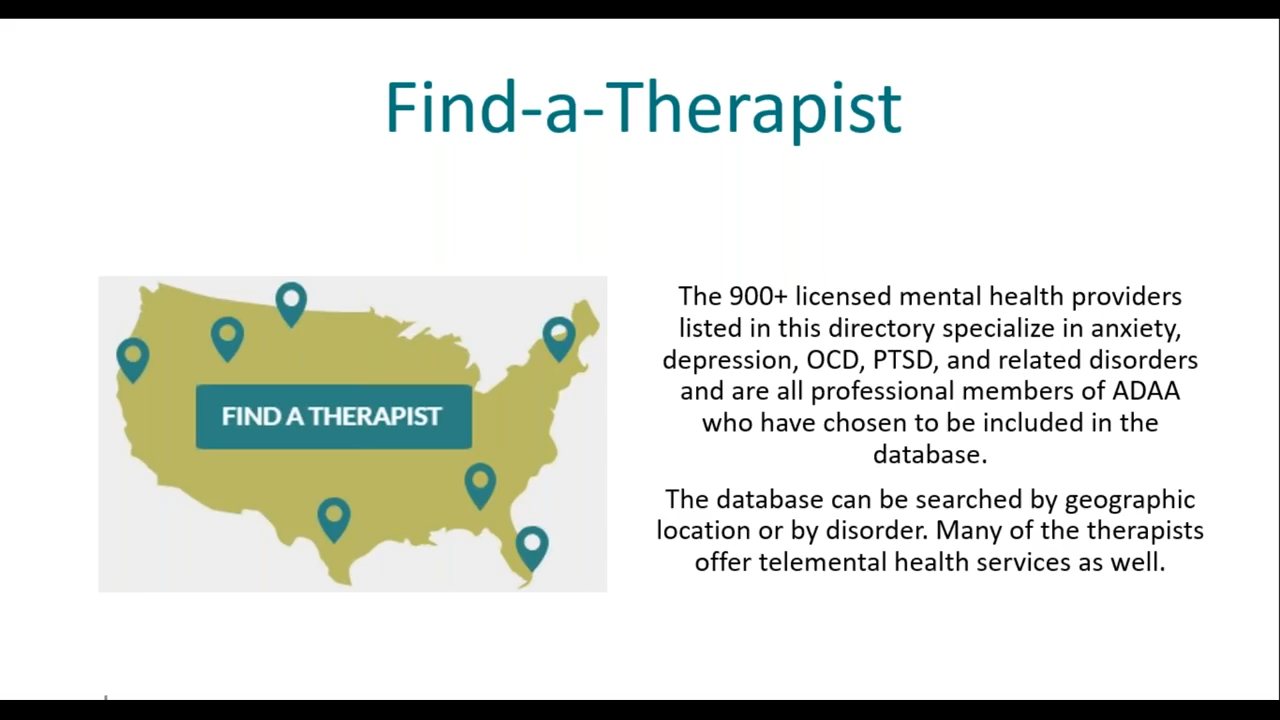 Find-a-Therapist
FIND A THERAPIST
The 900+ licensed mental health providers
listed in this directory specialize in anxiety,
depression, OCD, PTSD, and related disorders
and are all professional members of ADAA
who have chosen to be included in the
database.
The database can be searched by geographic
location or by disorder. Many of the therapists
offer telemental health services as well.